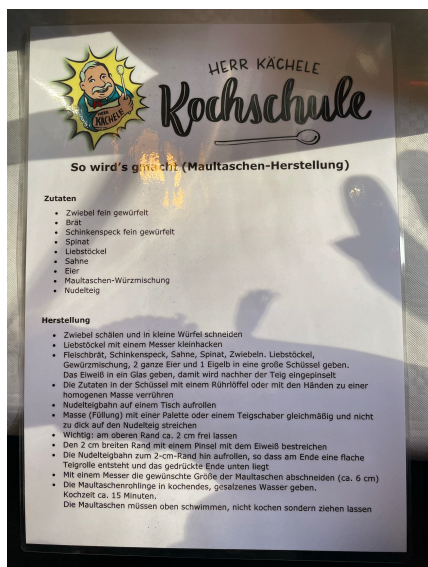 HERR KÄCHELE
HERR KÄCHELE
Kochschule
So wird's gmacht (Maultaschen-Herstellung)
Zutaten
• Zwiebel fein gewürfelt
• Brät
• Schinkenspeck fein gewürfelt
• Spinat
• Liebstöckel
• Sahne
• Eier
• Maultaschen-Würzmischung
• Nudelteig
Herstellung
• Zwiebel schälen und in kleine Würfel schneiden
• Liebstöckel mit einem Messer kleinhacken
• Fleischbrät, Schinkenspeck, Sahne, Spinat, Zwiebeln. Liebstöckel,
Gewürzmischung, 2 ganze Eier und 1 Eigelb in eine große Schüssel geben.
Das Eiweiß in ein Glas geben, damit wird nachher der Teig eingepinselt
• Die Zutaten in der Schüssel mit einem Rührlöffel oder mit den Händen zu einer
homogenen Masse verrühren
• Nudelteigbahn auf einem Tisch aufrollen
• Masse (Füllung) mit einer Palette oder einem Teigschaber gleichmäßig und nicht
zu dick auf den Nudelteig streichen
• Wichtig: am oberen Rand ca. 2 cm frei lassen
• Den 2 cm breiten Rand mit einem Pinsel mit dem Eiweiß bestreichen
• Die Nudelteigbahn zum 2-cm-Rand hin aufrollen, so dass am Ende eine flache
Teigrolle entsteht und das gedrückte Ende unten liegt
• Mit einem Messer die gewünschte Größe der Maultaschen abschneiden (ca. 6 cm)
• Die Maultaschenrohlinge in kochendes, gesalzenes Wasser geben.
Kochzeit ca. 15 Minuten.
Die Maultaschen müssen oben schwimmen, nicht kochen sondern ziehen lassen